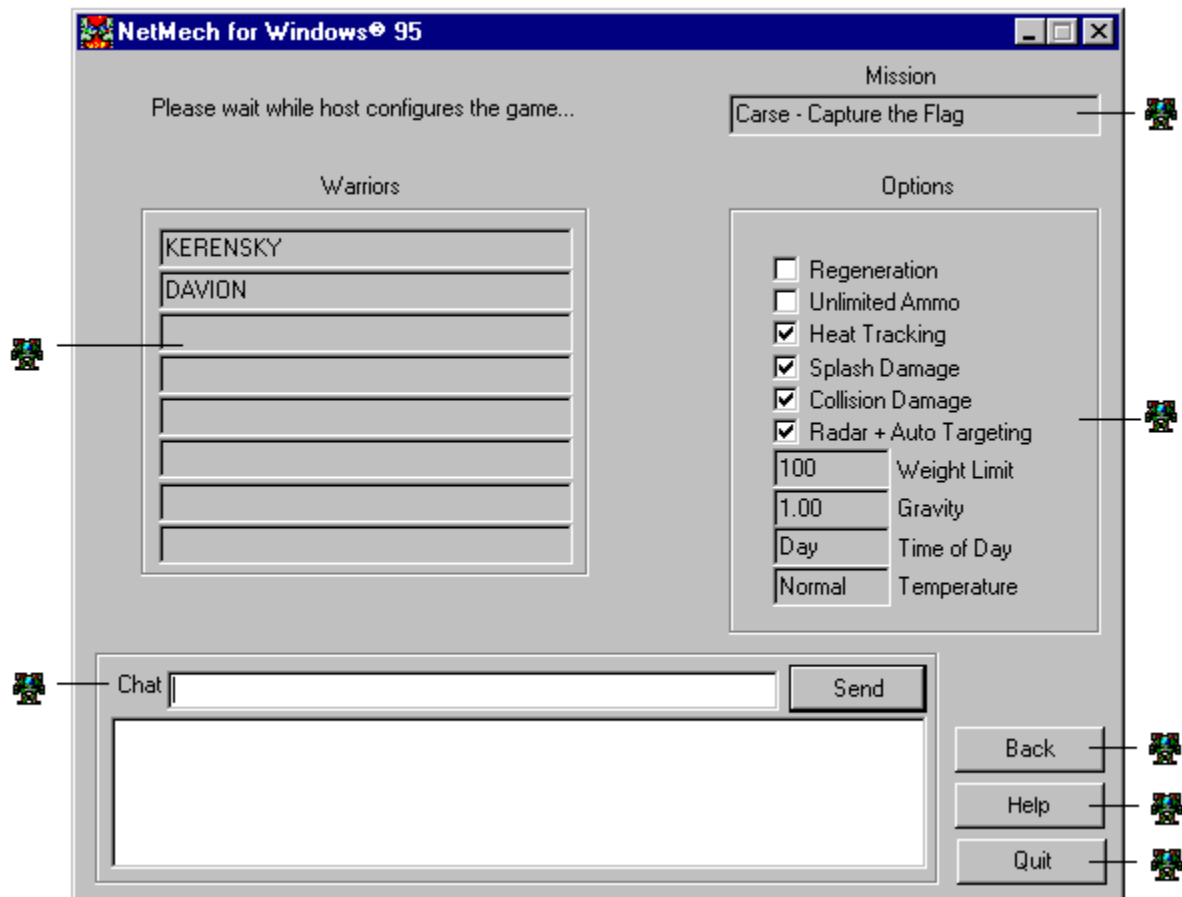 NetMech for Windows® 95
Mission
Please wait while host configures the game...
Carse - Capture the Flag
Warriors
Options
KERENSKY
DAVION
Regeneration
Unlimited Ammo
Heat Tracking
Splash Damage
Collision Damage
Radar + Auto Targeting
100 Weight Limit
1.00 Gravity
Day Time of Day
Normal Temperature
Chat
Send
Back
Help
Quit